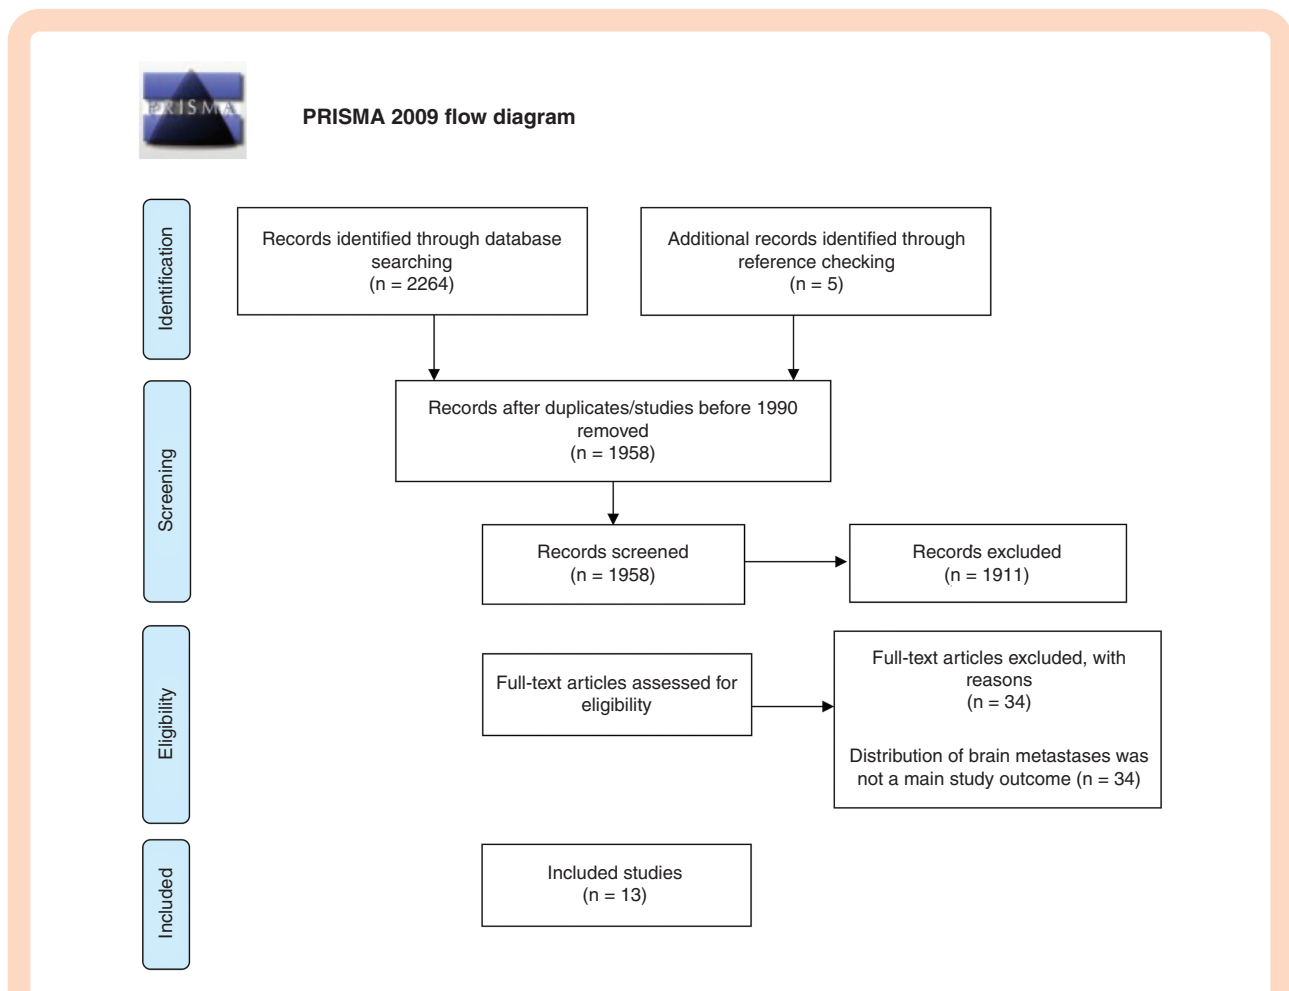 PRISMA
PRISMA 2009 flow diagram
Identification
Records identified through database
searching
(n = 2264)
Additional records identified through
reference checking
(n = 5)
Screening
Records after duplicates/studies before 1990
removed
(n = 1958)
Records screened
(n = 1958)
Records excluded
(n = 1911)
Eligibility
Full-text articles assessed for
eligibility
Full-text articles excluded, with
reasons
(n = 34)
Distribution of brain metastases was
not a main study outcome (n = 34)
Included
Included studies
(n = 13)